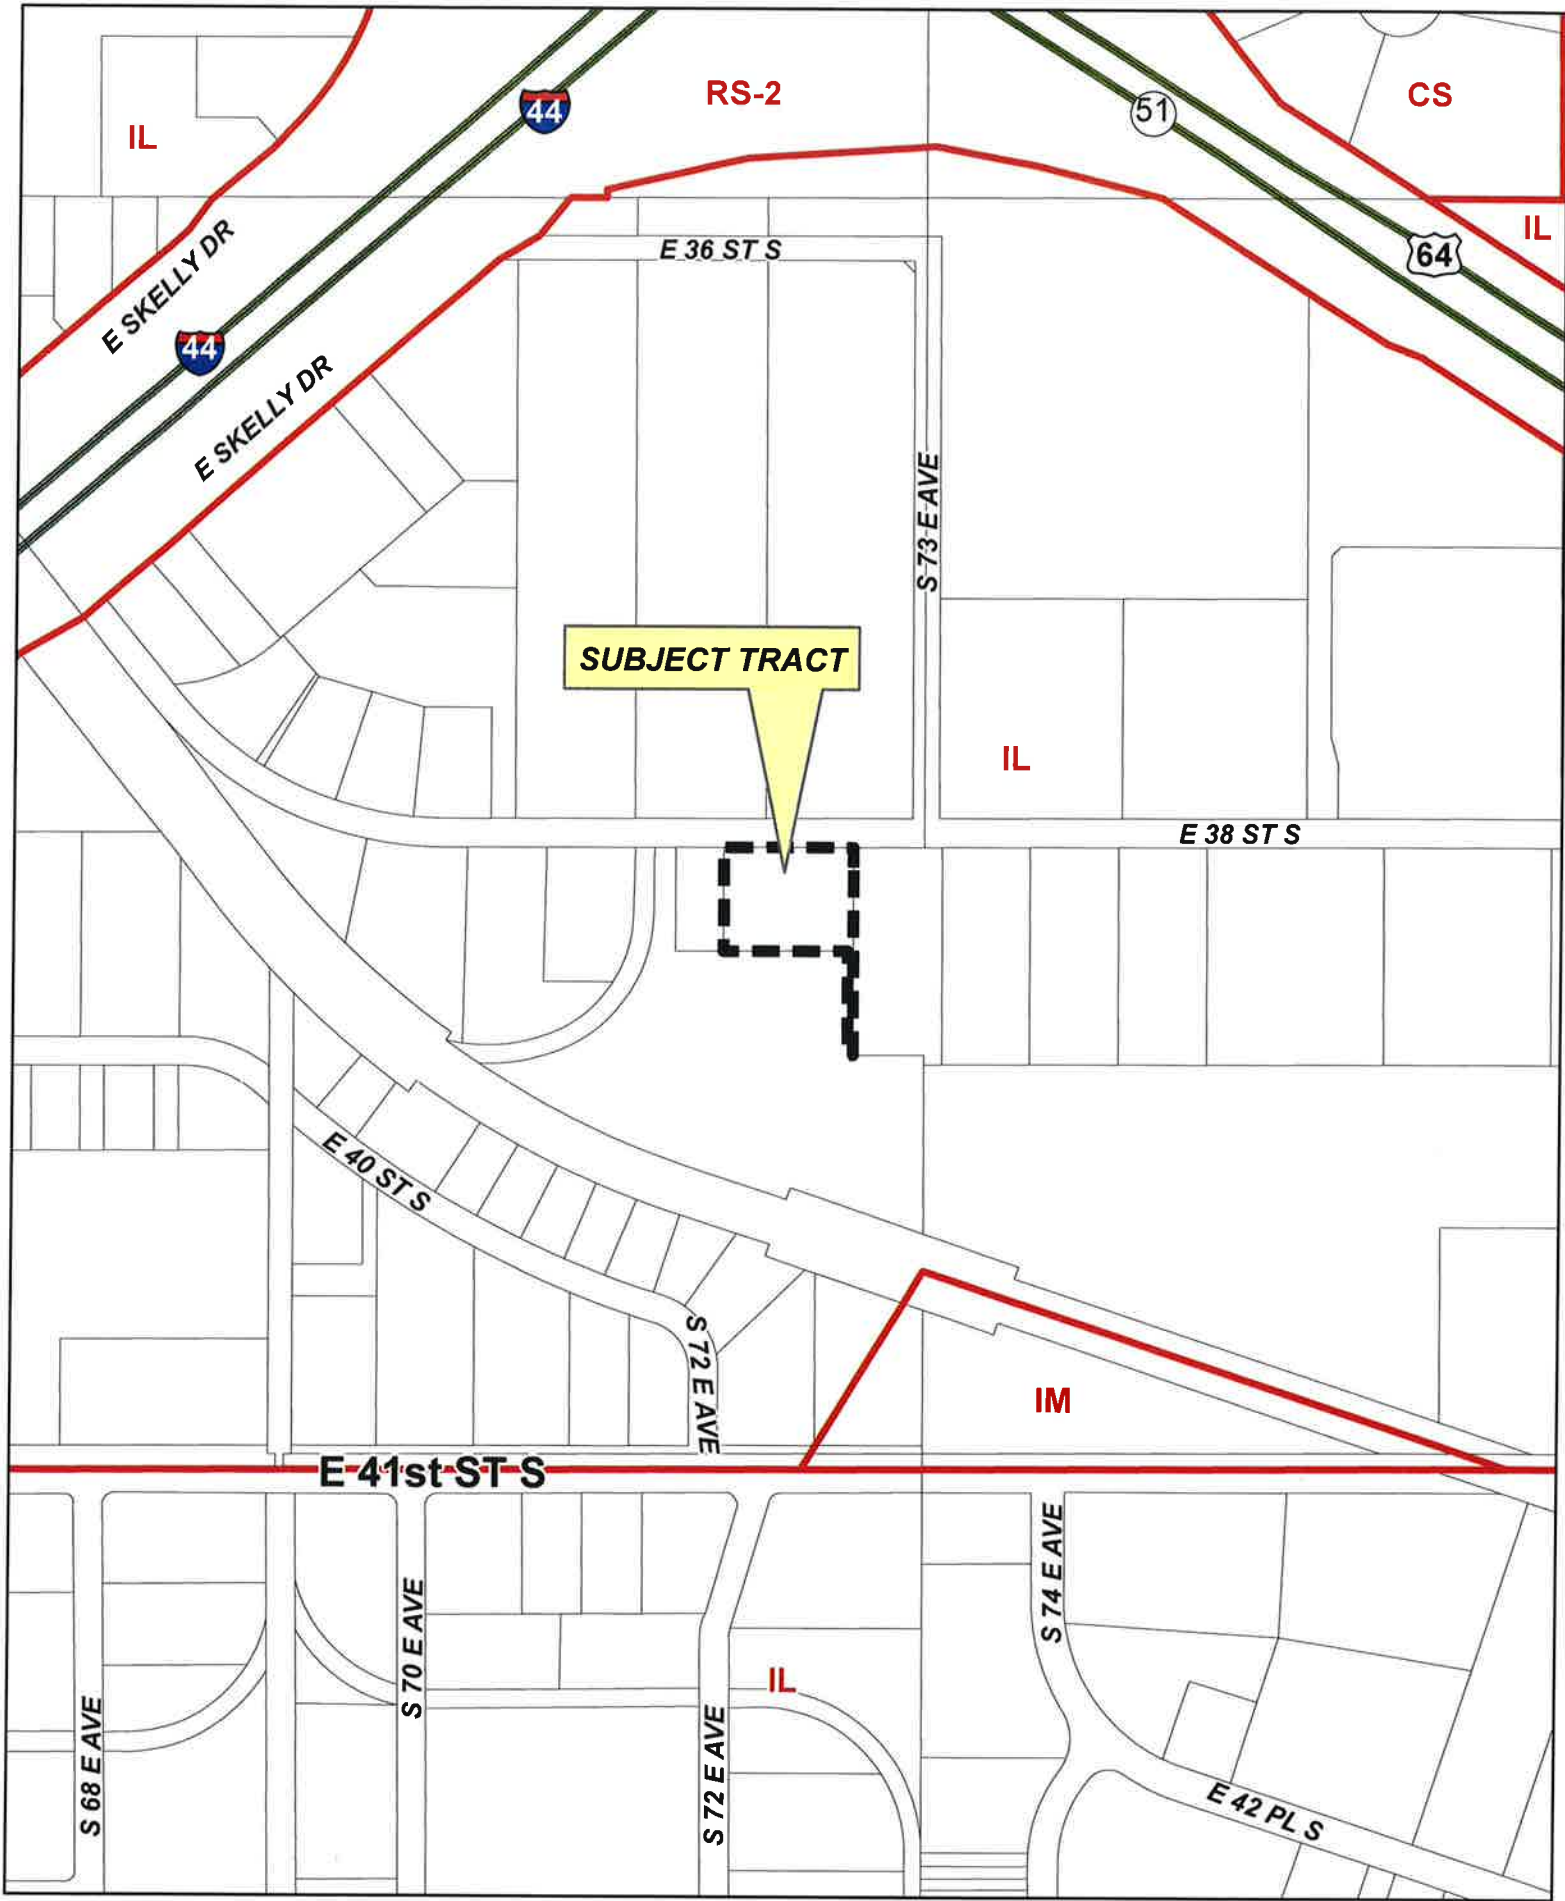 RS-2
CS
44
51
IL
IL
E SKELLY DR
E 36 ST S
64
44
E SKELLY DR
S 73 E AVE
SUBJECT TRACT
IL
E 38 ST S
E 40 ST S
S 72 E AVE
IM
E 41st ST S
S 74 E AVE
S 70 E AVE
IL
S 68 E AVE
S 72 E AVE
E 42 PL S